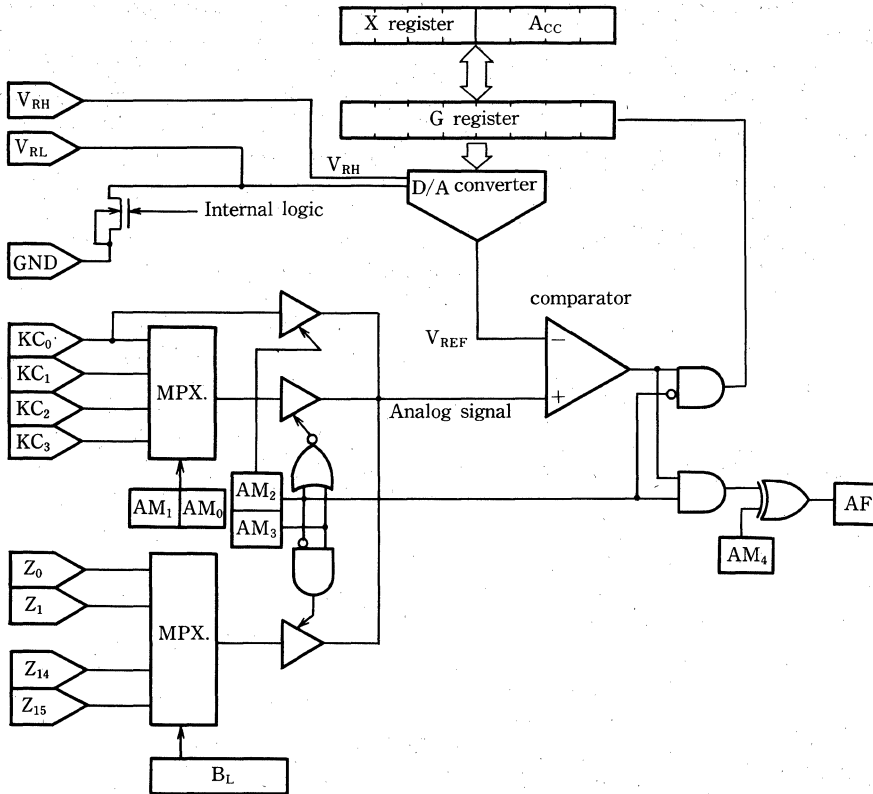 X register
A_CC
V_RH
G register
V_RL
V_RH
D/A converter
Internal logic
GND
comparator
KC_0
V_REF
−
KC_1
MPX.
KC_2
+
Analog signal
KC_3
AM_2
AM_1
AM_0
AM_3
AF
AM_4
Z_0
Z_1
MPX.
Z_14
Z_15
B_L